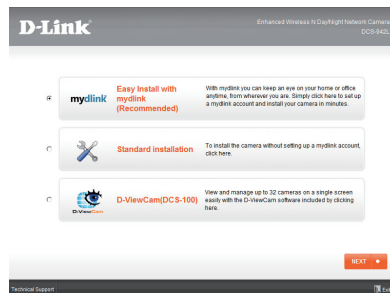 D-Link
Enhanced Wireless N Day/Night Network Camera
DCS-942L
mydlink
Easy Install with
mydlink
(Recommended)
With mydlink you can keep an eye on your home or office
anytime, from wherever you are. Simply click here to set up
a mydlink account and install your camera in minutes.
Standard installation
To install the camera without setting up a mydlink account,
click here.
D-ViewCam
D-ViewCam(DCS-100)
View and manage up to 32 cameras on a single screen
easily with the D-ViewCam software included by clicking
here.
NEXT
Technical Support
Exit